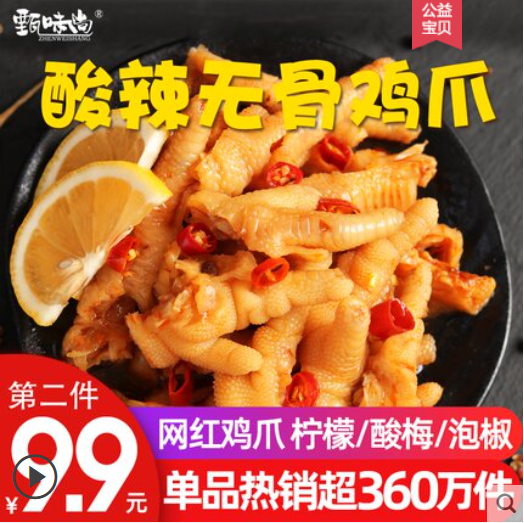 甄味尚®
ZHENWEISHANG
公益
宝贝
酸辣无骨鸡爪
第二件
¥9.9元
网红鸡爪 柠檬/酸梅/泡椒
单品热销超360万件